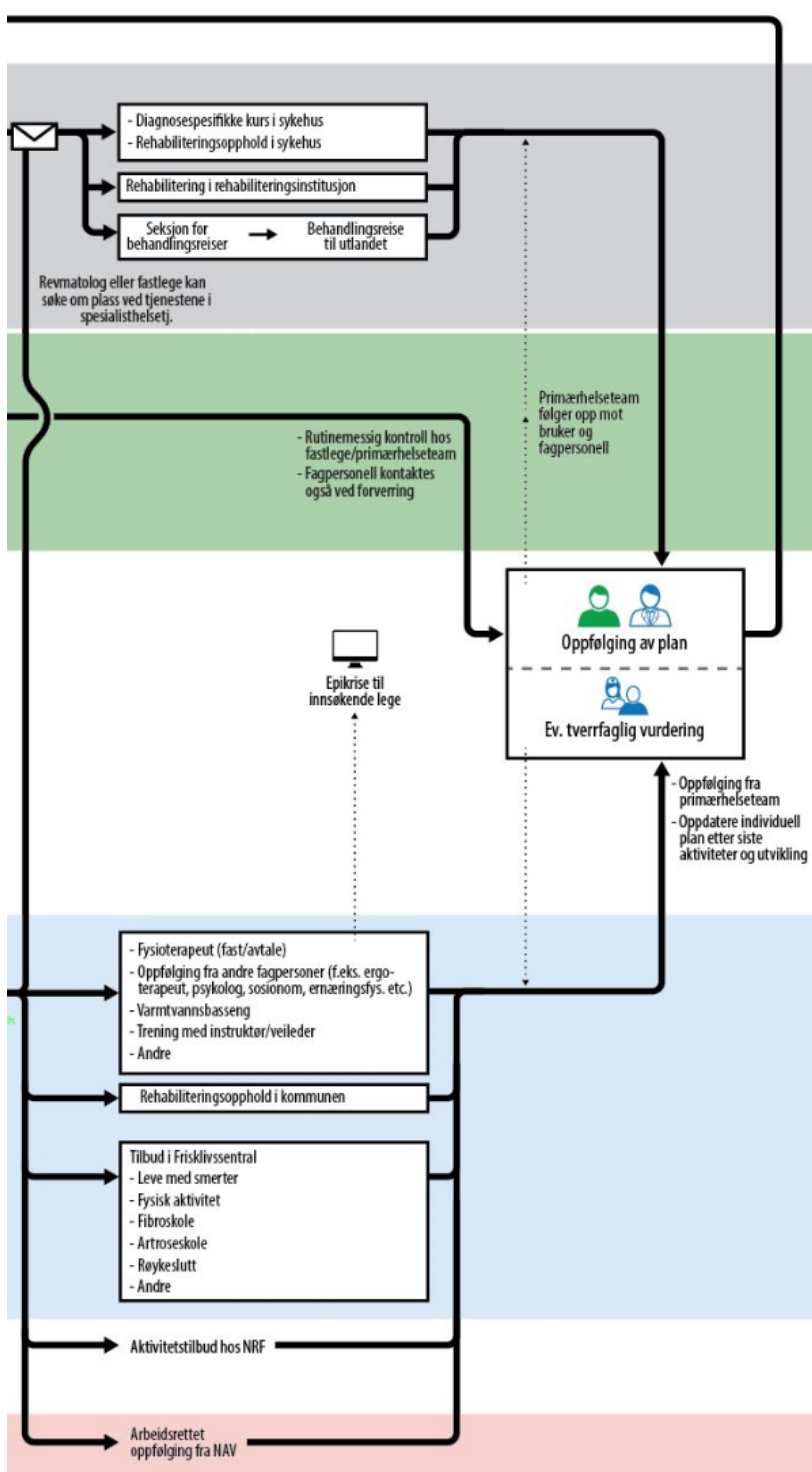 - Diagnosespesifikke kurs i sykehus
- Rehabiliteringsopphold i sykehus
Rehabilitering i rehabiliteringsinstitusjon
Seksjon for
behandlingsreiser
Behandlingsreise
til utlandet
Revmatolog eller fastlege kan
søke om plass ved tjenestene i
spesialisthelsetj.
Primærhelseteam
følger opp mot
bruker og
fagpersonell
- Rutinemessig kontroll hos
fastlege/primærhelseteam
- Fagpersonell kontaktes
også ved forverring
Oppfølging av plan
Ev. tverrfaglig vurdering
Epikrise til
innsøkende lege
- Oppfølging fra
primærhelseteam
- Oppdatere individuell
plan etter siste
aktiviteter og utvikling
- Fysioterapeut (fast/avtale)
- Oppfølging fra andre fagpersoner (f.eks. ergo-
terapeut, psykolog, sosionom, ernæringsfys. etc.)
- Varmtvannsbasseng
- Trening med instruktør/veileder
- Andre
Rehabiliteringsopphold i kommunen
Tilbud i Frisklivssentral
- Leve med smerter
- Fysisk aktivitet
- Fibroskole
- Artroseskole
- Røykeslutt
- Andre
Aktivitetstilbud hos NRF
Arbeidsrettet
oppfølging fra NAV